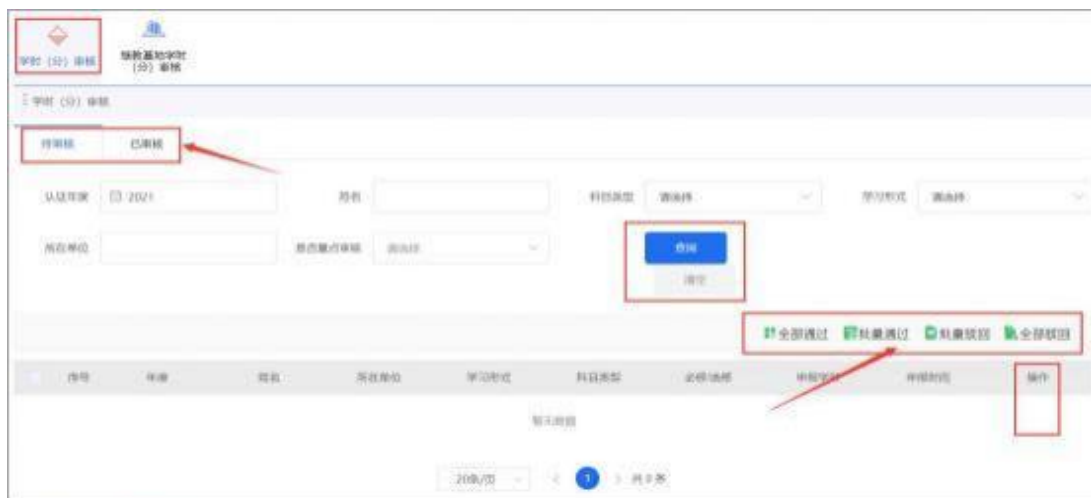 学时（分）审核
继教基地学时
（分）审核
学时（分）审核
待审核 已审核
认证年度 2021 姓名 科目类型 请选择 学习形式 请选择
所在单位 是否重点审核 请选择 查询
清空
全部通过 批量通过 批量驳回 全部驳回
序号 年度 姓名 所在单位 学习形式 科目类型 必修/选修 申报学时 申报时间 操作
暂无数据
20条/页 1 共 0 条